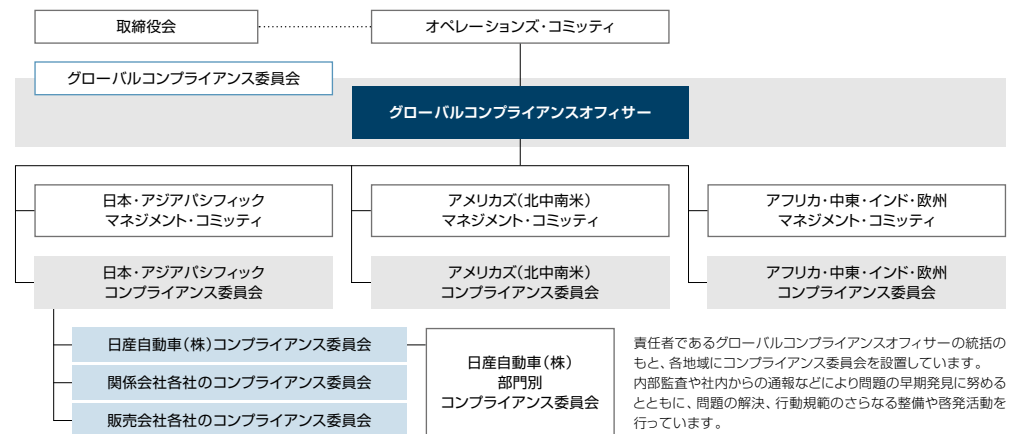 取締役会
オペレーションズ・コミッティ
グローバルコンプライアンス委員会
グローバルコンプライアンスオフィサー
日本・アジアパシフィック
マネジメント・コミッティ
アメリカズ(北中南米)
マネジメント・コミッティ
アフリカ・中東・インド・欧州
マネジメント・コミッティ
日本・アジアパシフィック
コンプライアンス委員会
アメリカズ(北中南米)
コンプライアンス委員会
アフリカ・中東・インド・欧州
コンプライアンス委員会
日産自動車(株)コンプライアンス委員会
関係会社各社のコンプライアンス委員会
販売会社各社のコンプライアンス委員会
日産自動車(株)
部門別
コンプライアンス委員会
責任者であるグローバルコンプライアンスオフィサーの統括の
もと、各地域にコンプライアンス委員会を設置しています。
内部監査や社内からの通報などにより問題の早期発見に努める
とともに、問題の解決、行動規範のさらなる整備や啓発活動を
行っています。